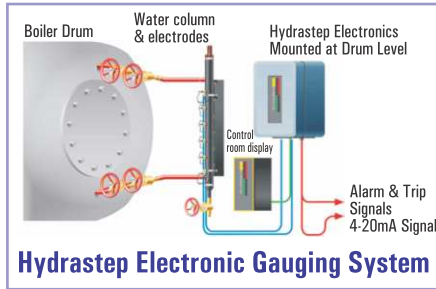 Boiler Drum
Water column
& electrodes
Hydrastep Electronics
Mounted at Drum Level
Control
room display
Alarm & Trip
Signals
4-20mA Signal
Hydrastep Electronic Gauging System